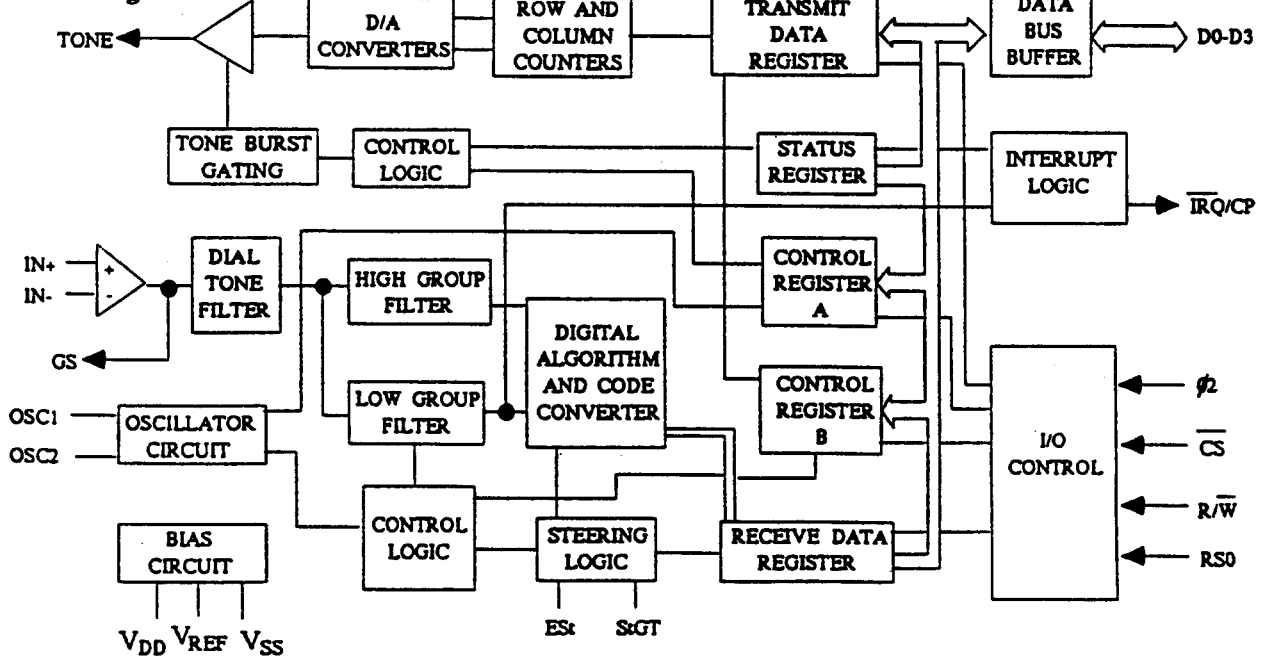 D/A
CONVERTERS
ROW AND
COLUMN
COUNTERS
TRANSMIT
DATA
REGISTER
DATA
BUS
BUFFER
TONE
D0-D3
TONE BURST
GATING
CONTROL
LOGIC
STATUS
REGISTER
INTERRUPT
LOGIC
IRQ/CP
IN+
IN-
+
-
DIAL
TONE
FILTER
HIGH GROUP
FILTER
CONTROL
REGISTER
A
GS
DIGITAL
ALGORITHM
AND CODE
CONVERTER
LOW GROUP
FILTER
CONTROL
REGISTER
B
I/O
CONTROL
ϕ2
CS
R/W
RS0
OSC1
OSC2
OSCILLATOR
CIRCUIT
BIAS
CIRCUIT
CONTROL
LOGIC
STEERING
LOGIC
RECEIVE DATA
REGISTER
VDD VREF VSS
ESt
StGT